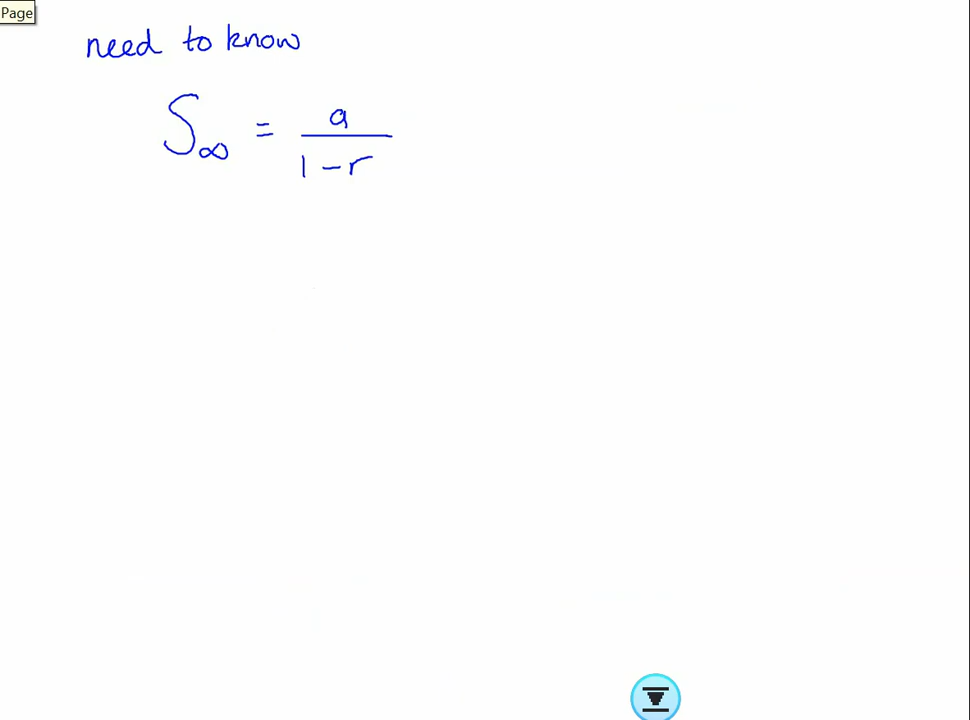 Page
need to know
S∞ = a / 1 - r